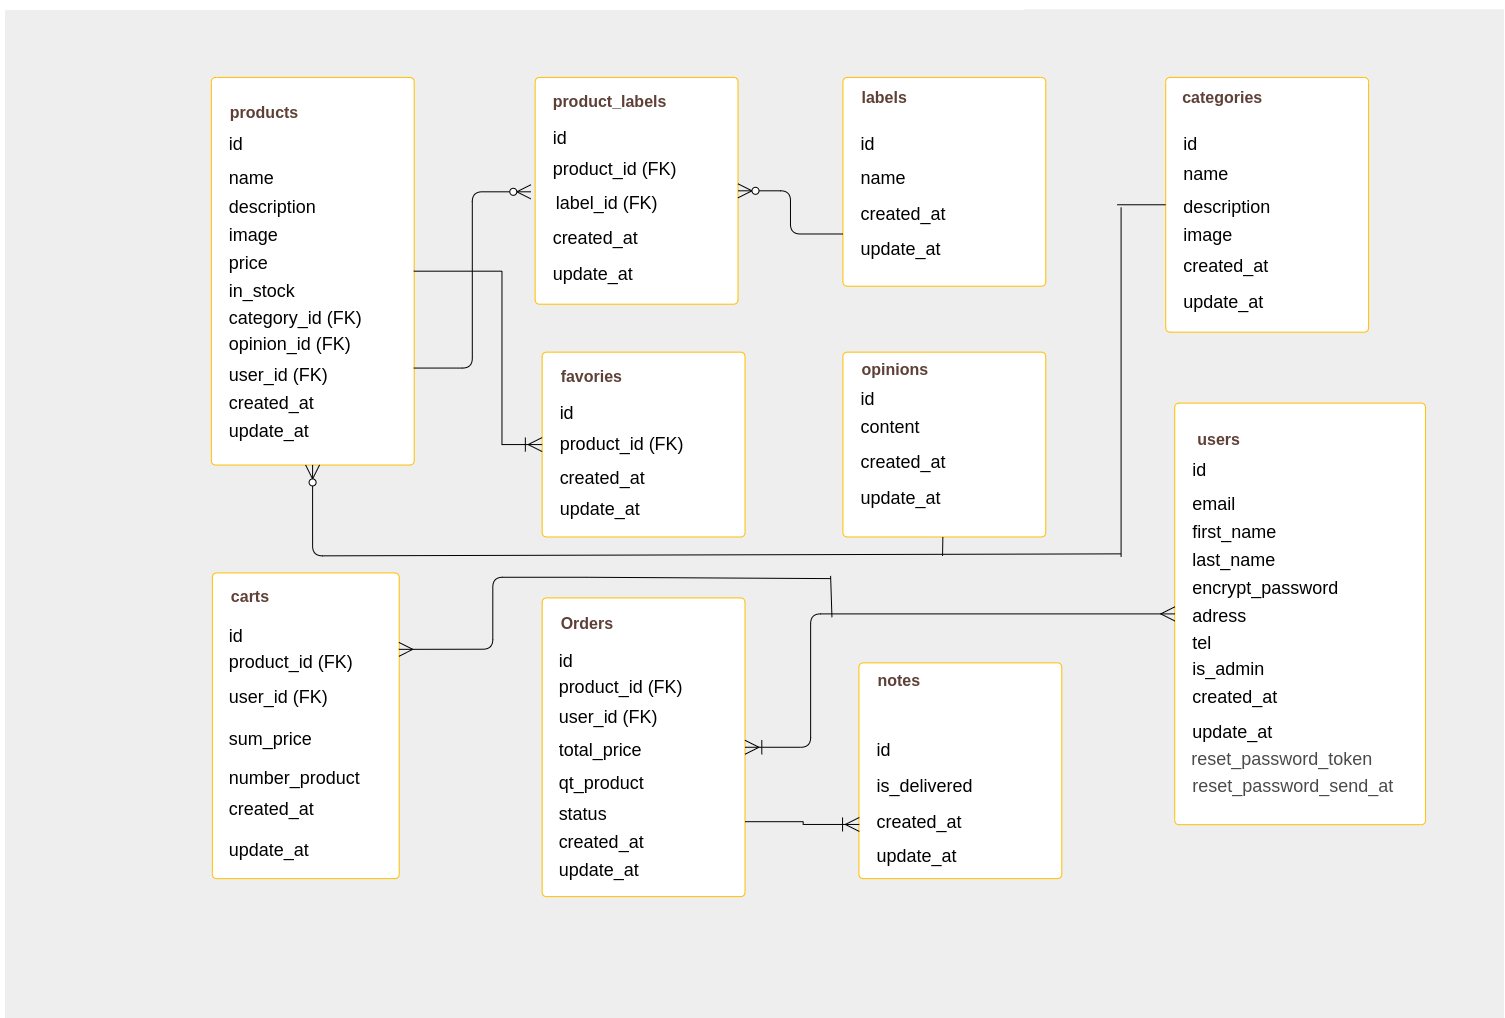 products
id
name
description
image
price
in_stock
category_id (FK)
opinion_id (FK)
user_id (FK)
created_at
update_at
product_labels
id
product_id (FK)
label_id (FK)
created_at
update_at
labels
id
name
created_at
update_at
categories
id
name
description
image
created_at
update_at
favories
id
product_id (FK)
created_at
update_at
opinions
id
content
created_at
update_at
users
id
email
first_name
last_name
encrypt_password
adress
tel
is_admin
created_at
update_at
reset_password_token
reset_password_send_at
carts
id
product_id (FK)
user_id (FK)
sum_price
number_product
created_at
update_at
Orders
id
product_id (FK)
user_id (FK)
total_price
qt_product
status
created_at
update_at
notes
id
is_delivered
created_at
update_at